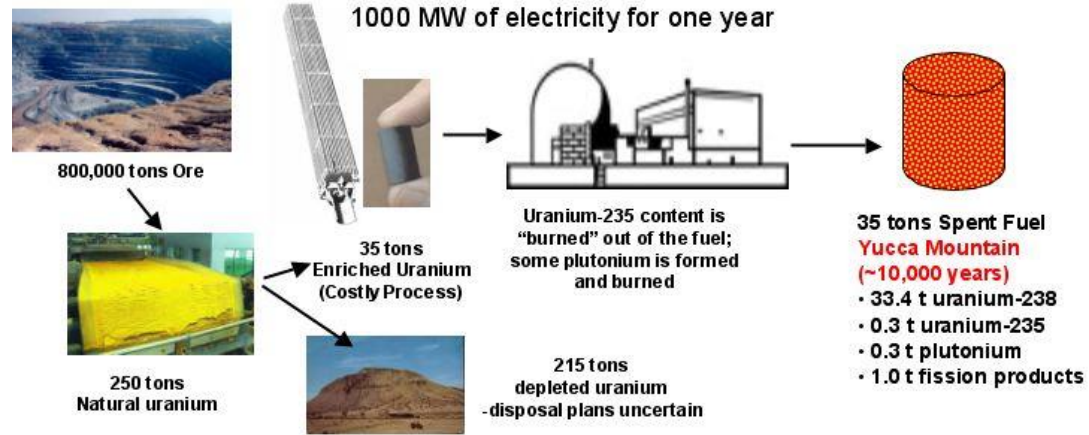 1000 MW of electricity for one year
800,000 tons Ore
250 tons
Natural uranium
35 tons
Enriched Uranium
(Costly Process)
215 tons
depleted uranium
-disposal plans uncertain
Uranium-235 content is
“burned” out of the fuel;
some plutonium is formed
and burned
35 tons Spent Fuel
Yucca Mountain
(~10,000 years)
• 33.4 t uranium-238
• 0.3 t uranium-235
• 0.3 t plutonium
• 1.0 t fission products